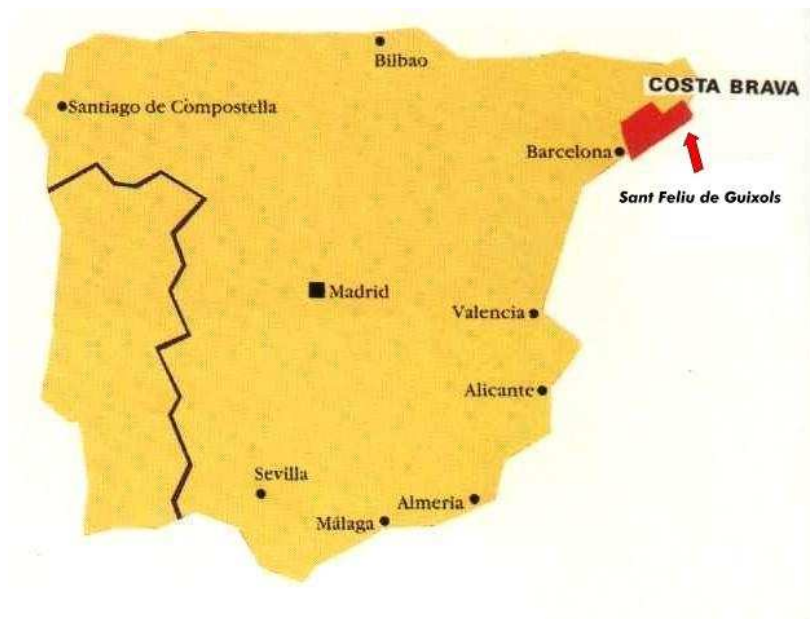 Bilbao
COSTA BRAVA
Santiago de Compostella
Barcelona
Sant Feliu de Guixols
Madrid
Valencia
Alicante
Sevilla
Almeria
Málaga